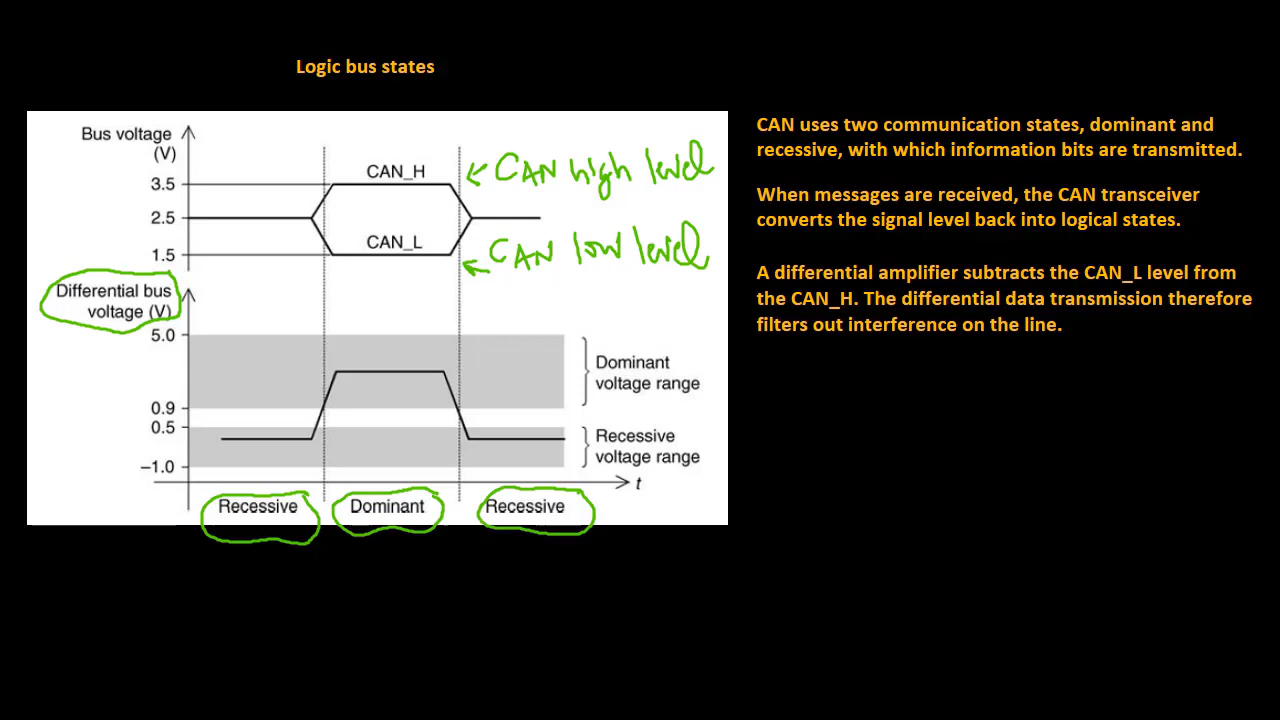 Logic bus states
Bus voltage
(V)
3.5
2.5
1.5
CAN_H
CAN_L
CAN high level
CAN low level
Differential bus
voltage (V)
5.0
0.9
0.5
−1.0
Dominant
voltage range
Recessive
voltage range
t
Recessive
Dominant
Recessive
CAN uses two communication states, dominant and
recessive, with which information bits are transmitted.
When messages are received, the CAN transceiver
converts the signal level back into logical states.
A differential amplifier subtracts the CAN_L level from
the CAN_H. The differential data transmission therefore
filters out interference on the line.